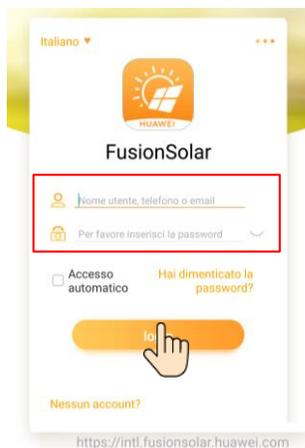 Italiano ▼
HUAWEI
FusionSolar
Nome utente, telefono o email
Per favore inserisci la password
Accesso
automatico
Hai dimenticato la
password?
Nessun account?
https://intl.fusionsolar.huawei.com